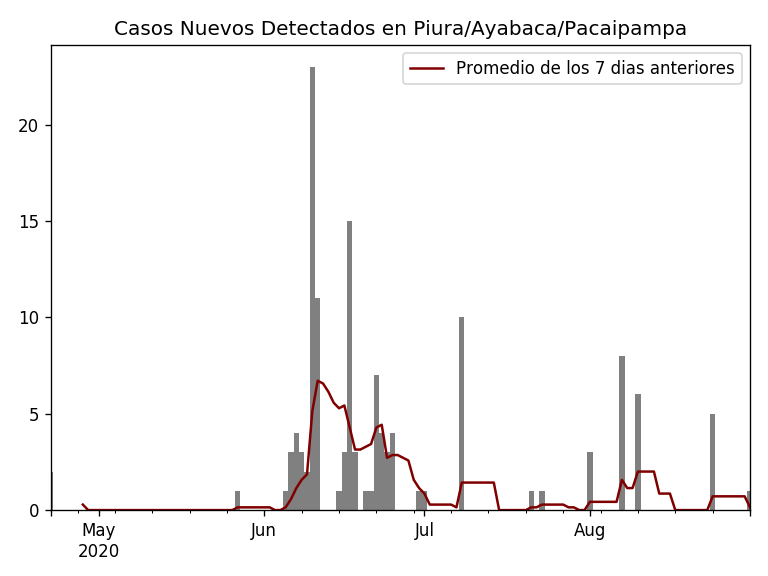 Casos Nuevos Detectados en Piura/Ayabaca/Pacaipampa
Promedio de los 7 dias anteriores
20
15
10
5
0
May
2020
Jun
Jul
Aug